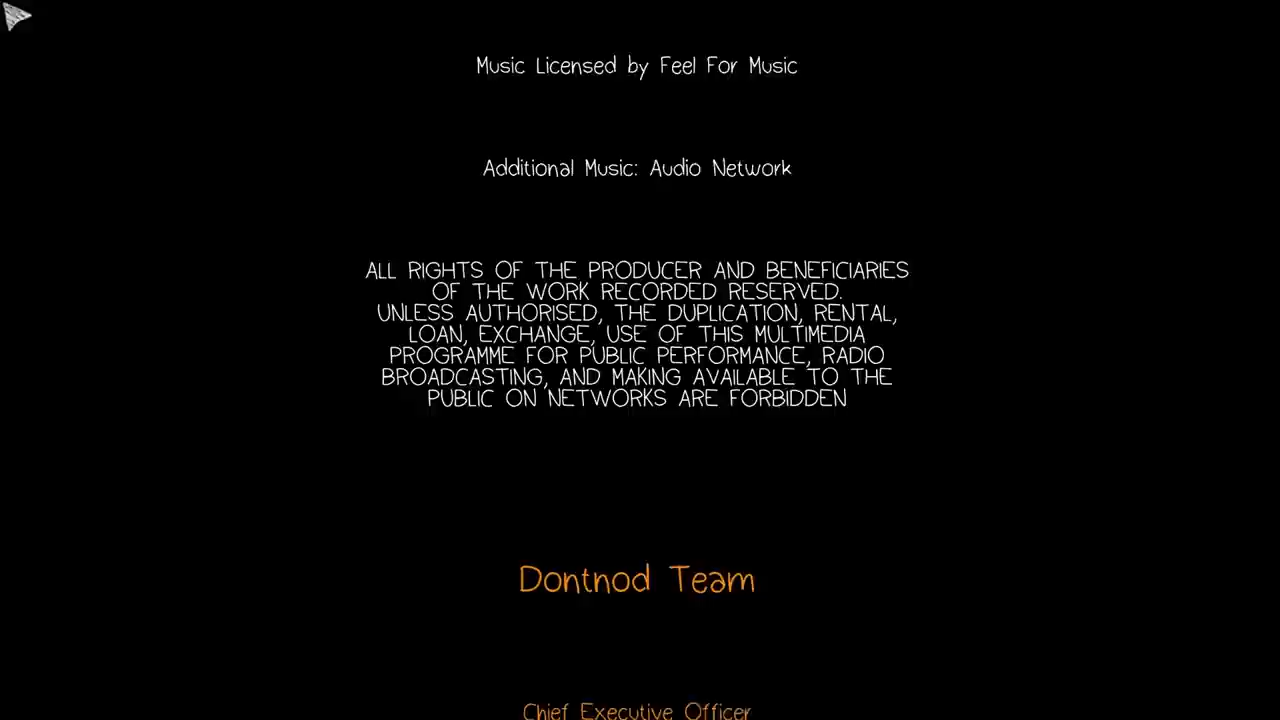 Music Licensed by Feel For Music
Additional Music: Audio Network
ALL RIGHTS OF THE PRODUCER AND BENEFICIARIES
OF THE WORK RECORDED RESERVED.
UNLESS AUTHORISED, THE DUPLICATION, RENTAL,
LOAN, EXCHANGE, USE OF THIS MULTIMEDIA
PROGRAMME FOR PUBLIC PERFORMANCE, RADIO
BROADCASTING, AND MAKING AVAILABLE TO THE
PUBLIC ON NETWORKS ARE FORBIDDEN
Dontnod Team
Chief Executive Officer